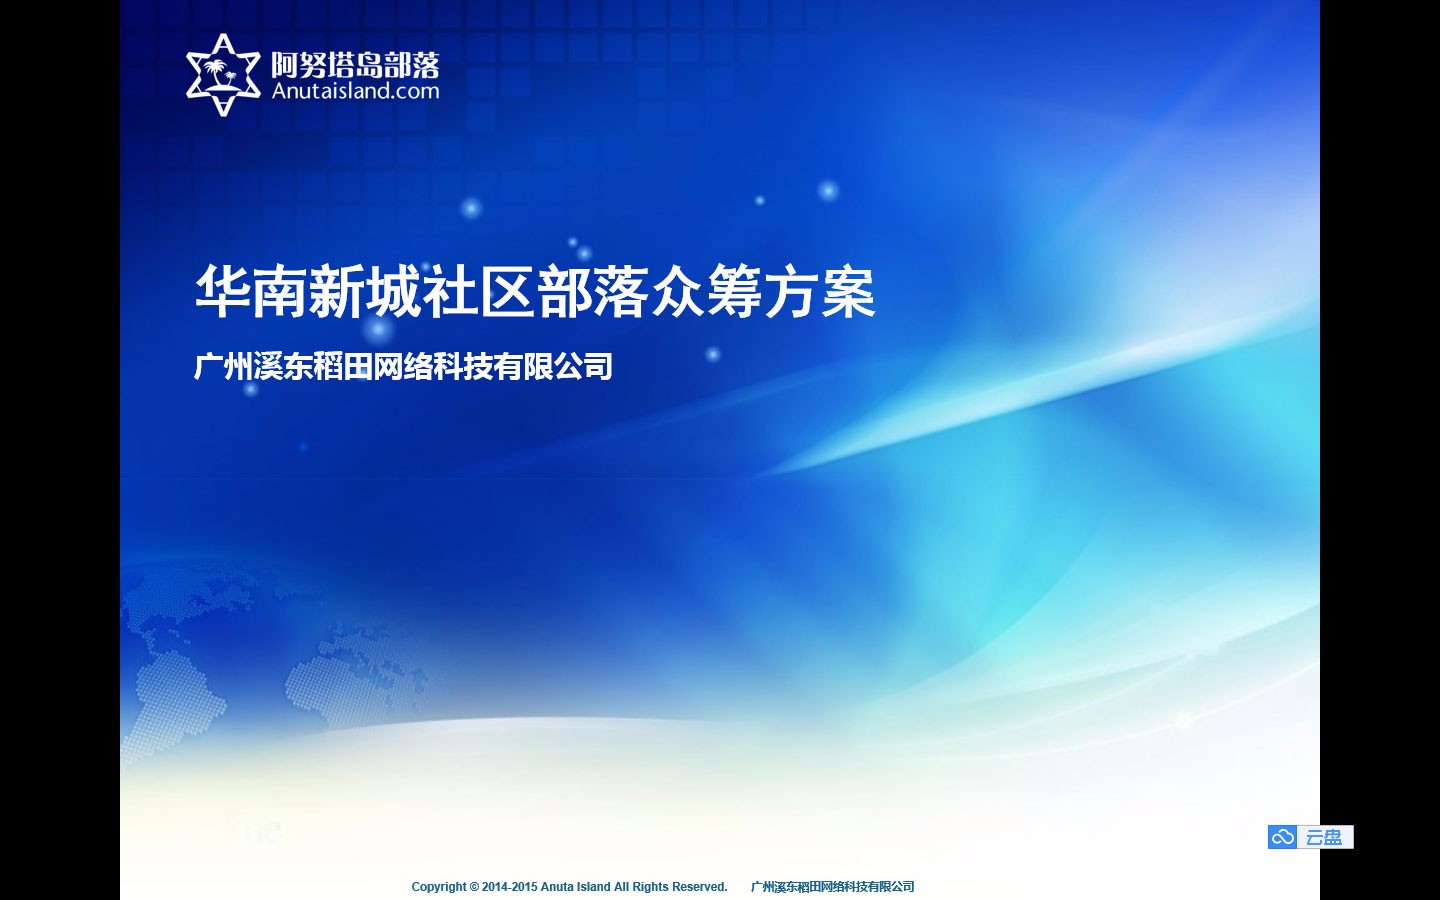 阿努塔岛部落
Anutaisland.com
华南新城社区部落众筹方案
广州溪东稻田网络科技有限公司
云盘
Copyright © 2014-2015 Anuta Island All Rights Reserved. 广州溪东稻田网络科技有限公司